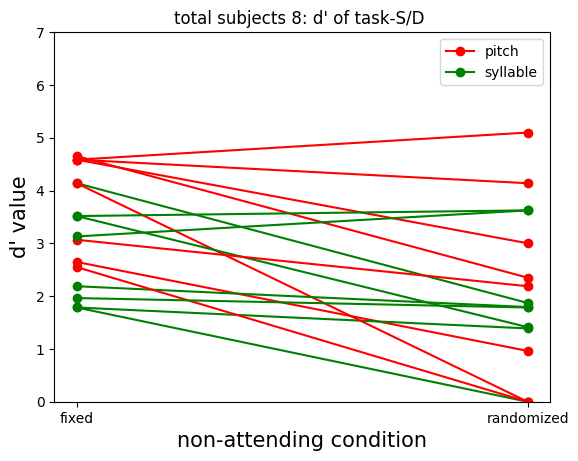 total subjects 8: d' of task-S/D
pitch
syllable
7
6
5
4
3
2
1
0
d' value
fixed
randomized
non-attending condition